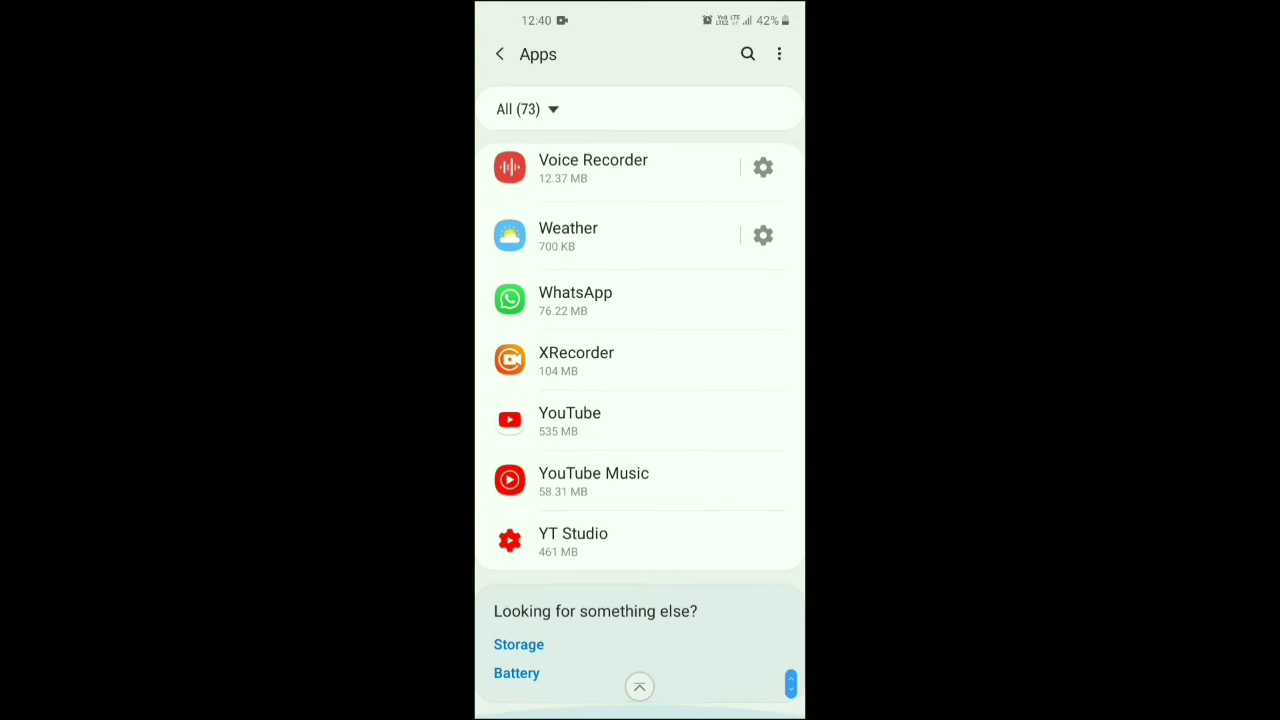 12:40
42%
Apps
All (73)
Voice Recorder
12.37 MB
Weather
700 KB
WhatsApp
76.22 MB
XRecorder
104 MB
YouTube
535 MB
YouTube Music
58.31 MB
YT Studio
461 MB
Looking for something else?
Storage
Battery